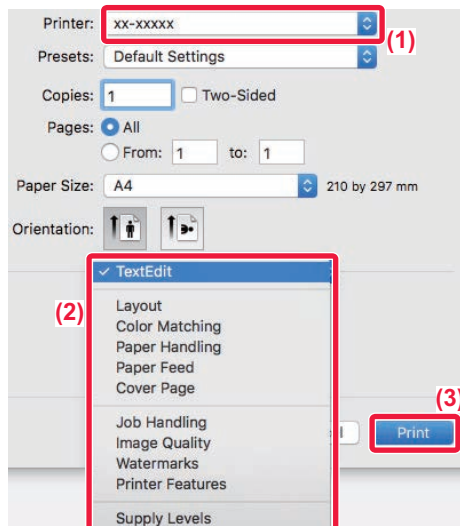 Printer: xx-xxxxx
(1)
Presets: Default Settings
Copies: 1 Two-Sided
Pages: All
From: 1 to: 1
Paper Size: A4 210 by 297 mm
Orientation:
✓ TextEdit
(2)
Layout
Color Matching
Paper Handling
Paper Feed
Cover Page
(3)
Job Handling
Image Quality
Watermarks
Printer Features
Print
Supply Levels